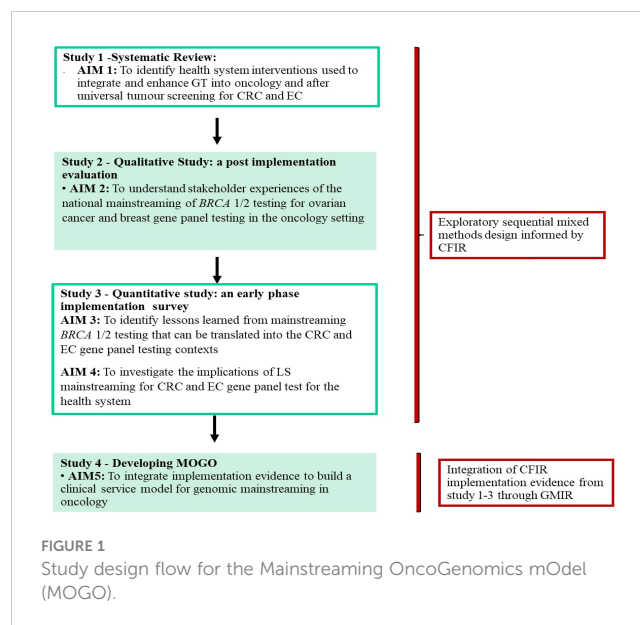 Study 1 -Systematic Review:
- AIM 1: To identify health system interventions used to
integrate and enhance GT into oncology and after
universal tumour screening for CRC and EC
Study 2 - Qualitative Study: a post implementation
evaluation
• AIM 2: To understand stakeholder experiences of the
national mainstreaming of BRCA 1/2 testing for ovarian
cancer and breast gene panel testing in the oncology setting
Exploratory sequential mixed
methods design informed by
CFIR
Study 3 - Quantitative study: an early phase
implementation survey
AIM 3: To identify lessons learned from mainstreaming
BRCA 1/2 testing that can be translated into the CRC and
EC gene panel testing contexts
AIM 4: To investigate the implications of LS
mainstreaming for CRC and EC gene panel test for the
health system
Study 4 - Developing MOGO
• AIM5: To integrate implementation evidence to build a
clinical service model for genomic mainstreaming in
oncology
Integration of CFIR
implementation evidence from
study 1-3 through GMIR
FIGURE 1
Study design flow for the Mainstreaming OncoGenomics mOdel
(MOGO).